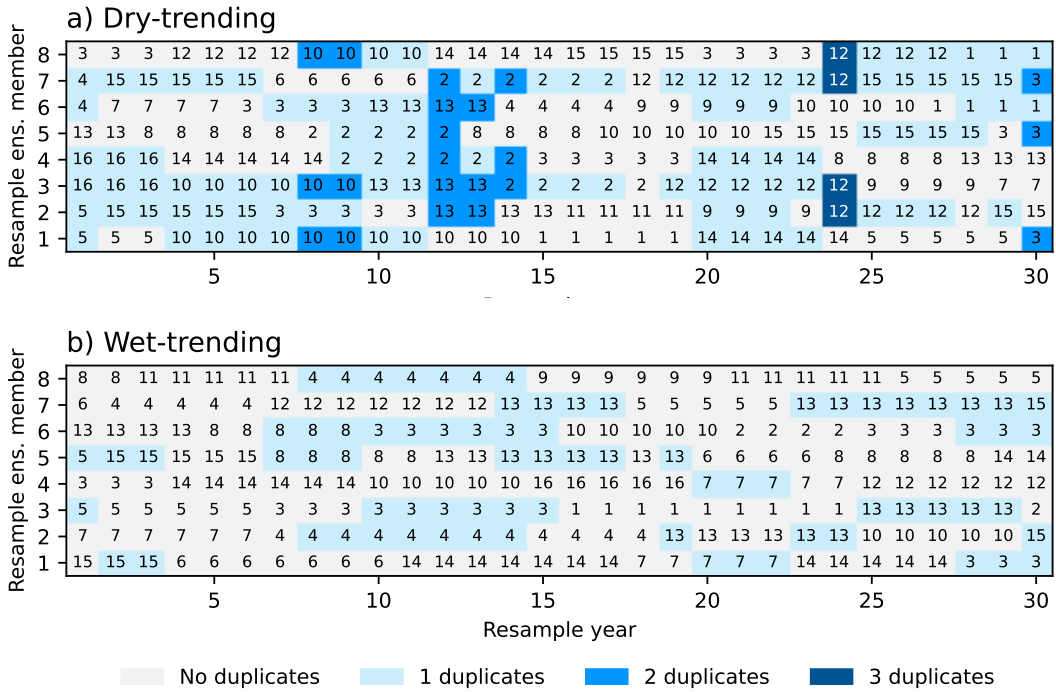 a) Dry-trending
Resample ens. member
8 3 3 3 12 12 12 12 10 10 10 10 14 14 14 14 15 15 15 15 3 3 3 3 12 12 12 12 1 1 1
7 4 15 15 15 15 15 6 6 6 6 6 2 2 2 2 2 2 12 12 12 12 12 12 12 15 15 15 15 15 3
6 4 7 7 7 7 3 3 3 3 13 13 13 13 4 4 4 4 9 9 9 9 9 10 10 10 10 1 1 1 1
5 13 13 8 8 8 8 8 2 2 2 2 2 8 8 8 8 10 10 10 10 10 15 15 15 15 15 15 15 3 3
4 16 16 16 14 14 14 14 14 2 2 2 2 2 2 3 3 3 3 3 14 14 14 14 8 8 8 8 13 13 13
3 16 16 16 10 10 10 10 10 10 13 13 13 13 2 2 2 2 2 12 12 12 12 12 12 9 9 9 9 7 7
2 5 15 15 15 15 15 3 3 3 3 3 13 13 13 13 11 11 11 11 9 9 9 9 12 12 12 12 12 15 15
1 5 5 5 10 10 10 10 10 10 10 10 10 10 10 1 1 1 1 1 14 14 14 14 14 5 5 5 5 5 3
5 10 15 20 25 30
b) Wet-trending
Resample ens. member
8 8 8 11 11 11 11 11 4 4 4 4 4 4 4 9 9 9 9 9 9 11 11 11 11 11 5 5 5 5 5
7 6 4 4 4 4 4 12 12 12 12 12 12 12 13 13 13 13 5 5 5 5 5 13 13 13 13 13 13 13 15
6 13 13 13 13 8 8 8 8 8 3 3 3 3 3 3 10 10 10 10 10 2 2 2 2 3 3 3 3 3 3
5 5 15 15 15 15 15 8 8 8 8 8 13 13 13 13 13 13 13 13 6 6 6 6 8 8 8 8 8 14 14
4 3 3 3 14 14 14 14 14 14 10 10 10 10 10 16 16 16 16 16 7 7 7 7 7 12 12 12 12 12 12
3 5 5 5 5 5 5 3 3 3 3 3 3 3 3 3 1 1 1 1 1 1 1 1 1 13 13 13 13 13 2
2 7 7 7 7 7 7 4 4 4 4 4 4 4 4 4 4 4 4 13 13 13 13 13 13 10 10 10 10 10 15
1 15 15 15 6 6 6 6 6 6 6 14 14 14 14 14 14 14 7 7 7 7 7 14 14 14 14 14 3 3 3
5 10 15 20 25 30
Resample year
No duplicates 1 duplicates 2 duplicates 3 duplicates